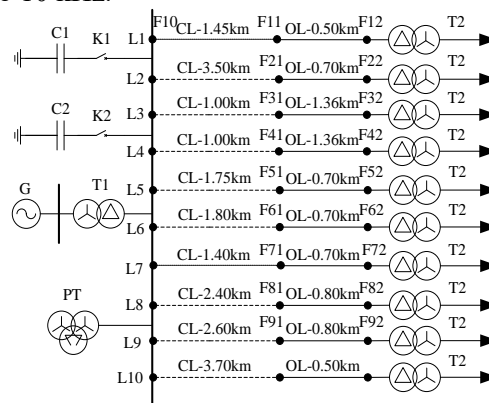 F10 F11 F12 T2
C1 K1 L1 CL-1.45km OL-0.50km
L2 CL-3.50km F21 OL-0.70km F22 T2
L3 CL-1.00km F31 OL-1.36km F32 T2
C2 K2 L4 CL-1.00km F41 OL-1.36km F42 T2
G T1 L5 CL-1.75km F51 OL-0.70km F52 T2
L6 CL-1.80km F61 OL-0.70km F62 T2
L7 CL-1.40km F71 OL-0.70km F72 T2
PT L8 CL-2.40km F81 OL-0.80km F82 T2
L9 CL-2.60km F91 OL-0.80km F92 T2
L10 CL-3.70km OL-0.50km T2